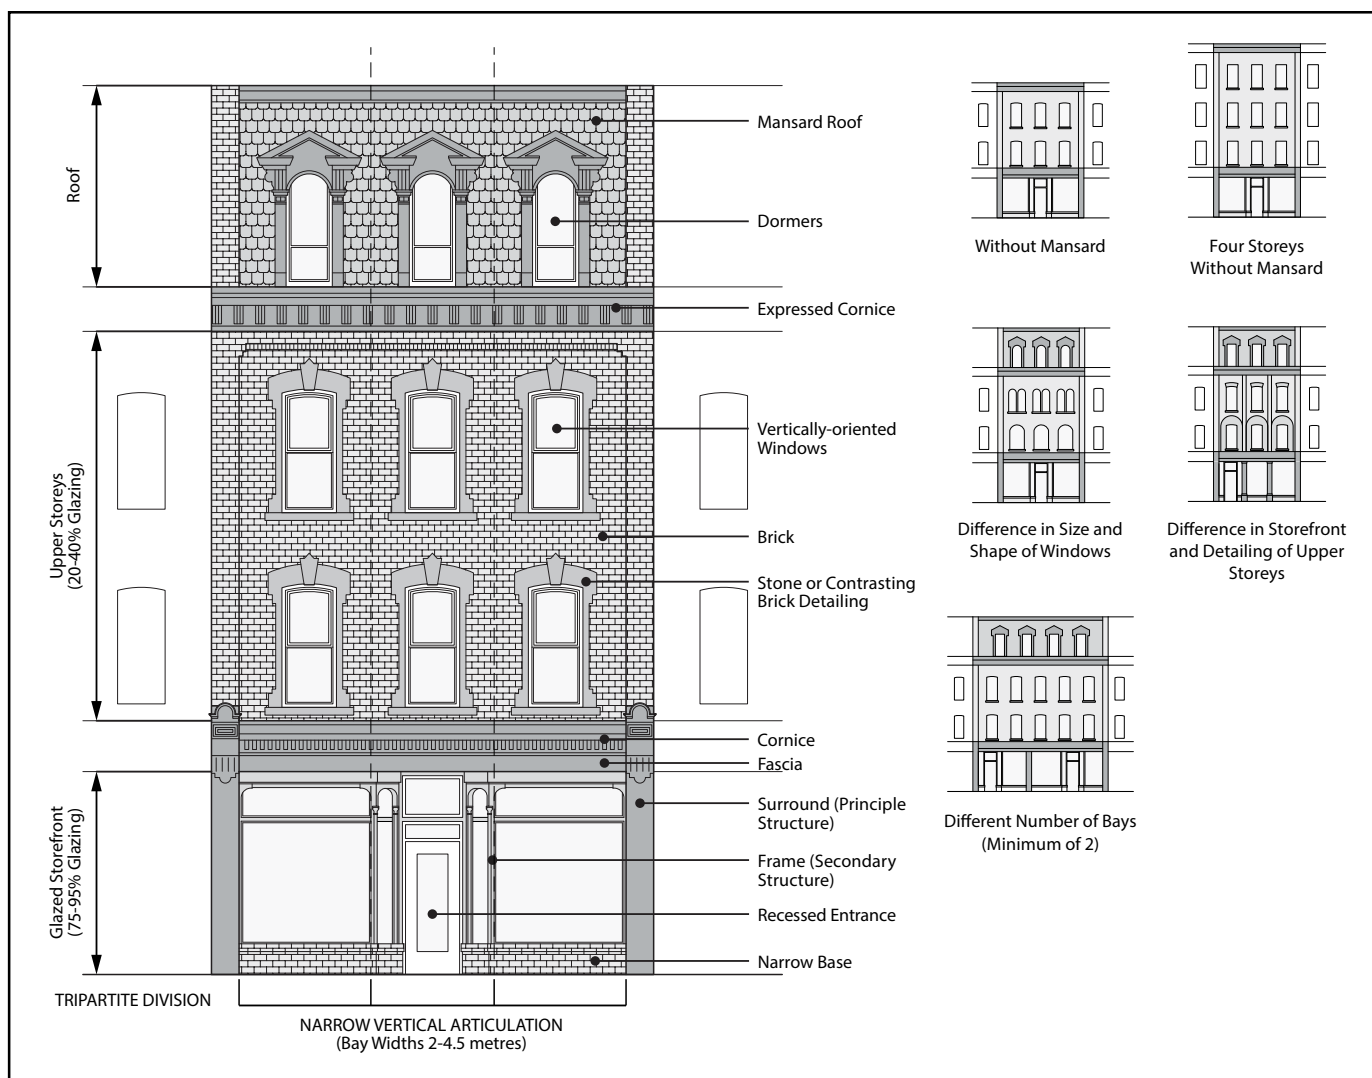 Roof
Upper Storeys
(20-40% Glazing)
Glazed Storefront
(75-95% Glazing)
TRIPARTITE DIVISION
NARROW VERTICAL ARTICULATION
(Bay Widths 2-4.5 metres)
Mansard Roof
Dormers
Expressed Cornice
Vertically-oriented
Windows
Brick
Stone or Contrasting
Brick Detailing
Cornice
Fascia
Surround (Principle
Structure)
Frame (Secondary
Structure)
Recessed Entrance
Narrow Base
Without Mansard
Four Storeys
Without Mansard
Difference in Size and
Shape of Windows
Difference in Storefront
and Detailing of Upper
Storeys
Different Number of Bays
(Minimum of 2)